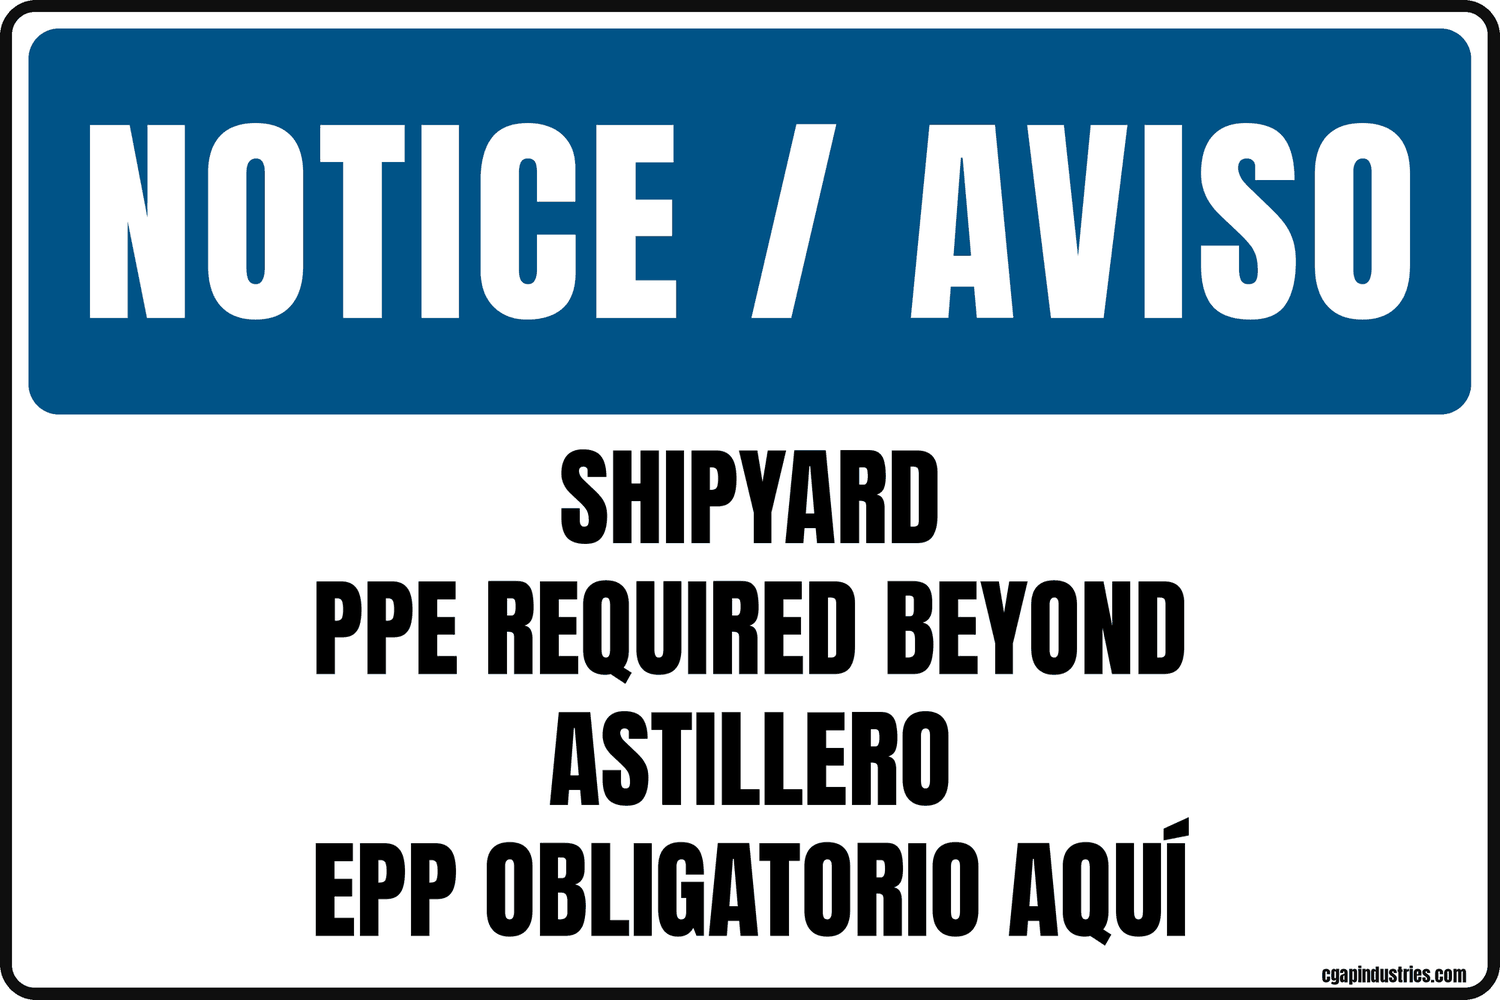 NOTICE / AVISO
SHIPYARD
PPE REQUIRED BEYOND
ASTILLERO
EPP OBLIGATORIO AQUÍ
cgapindustries.com